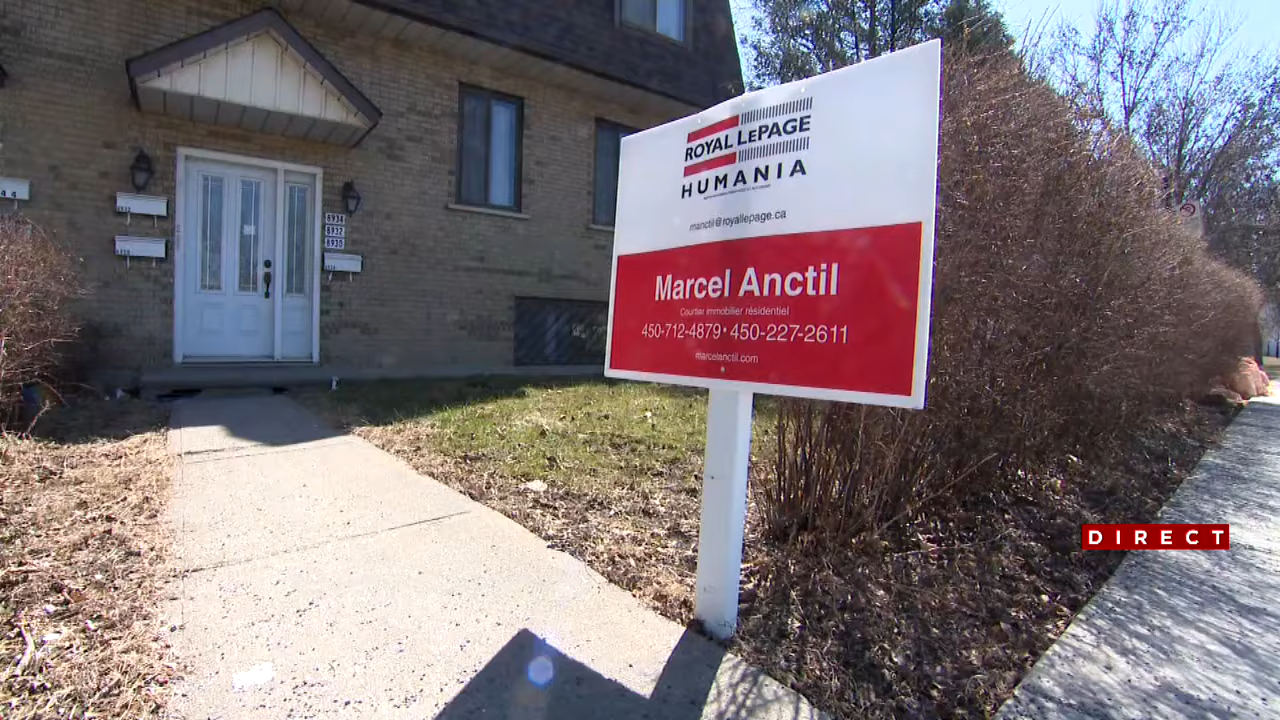 ROYAL LEPAGE
HUMANIA
manctil@royallepage.ca
Marcel Anctil
Courtier immobilier résidentiel
450-712-4879 • 450-227-2611
marcelanctil.com
8934
8932
8930
DIRECT